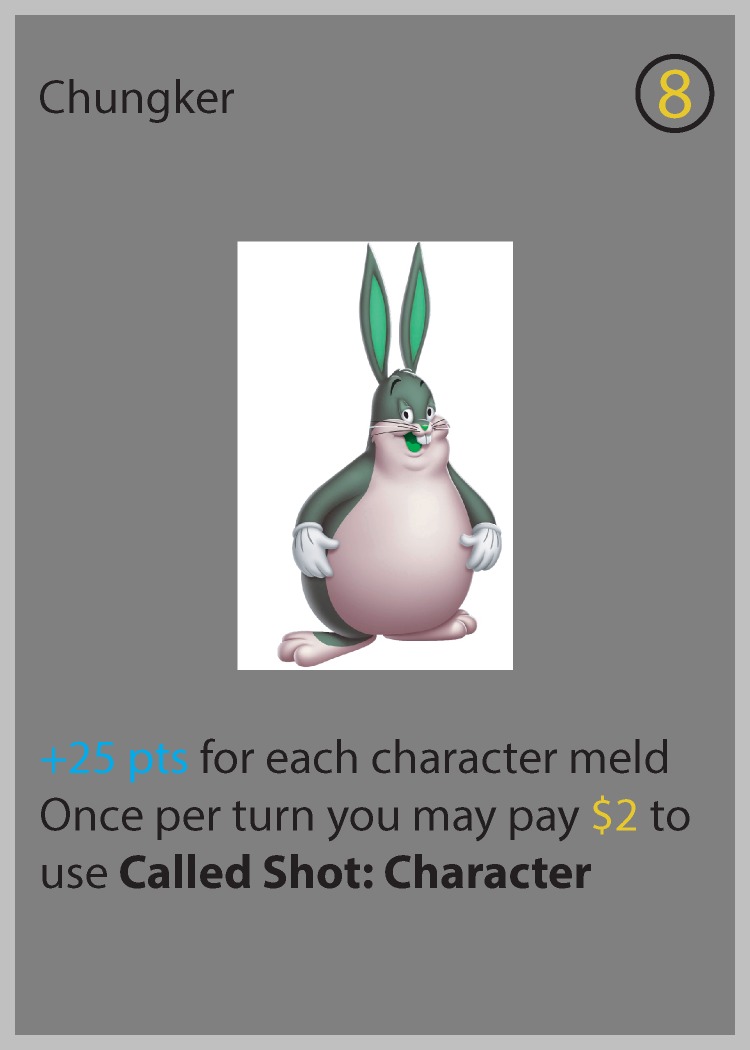 Chungker
8
+25 pts for each character meld
Once per turn you may pay $2 to
use Called Shot: Character